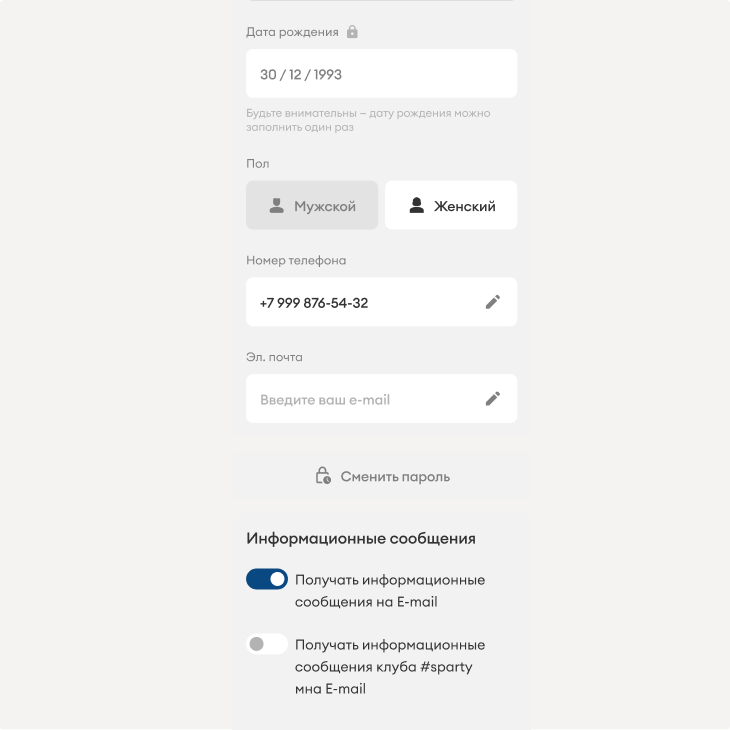 Дата рождения
30 / 12 / 1993
Будьте внимательны – дату рождения можно
заполнить один раз
Пол
Мужской Женский
Номер телефона
+7 999 876-54-32
Эл. почта
Введите ваш e-mail
Сменить пароль
Информационные сообщения
Получать информационные
сообщения на E-mail
Получать информационные
сообщения клуба #sparty
мна E-mail